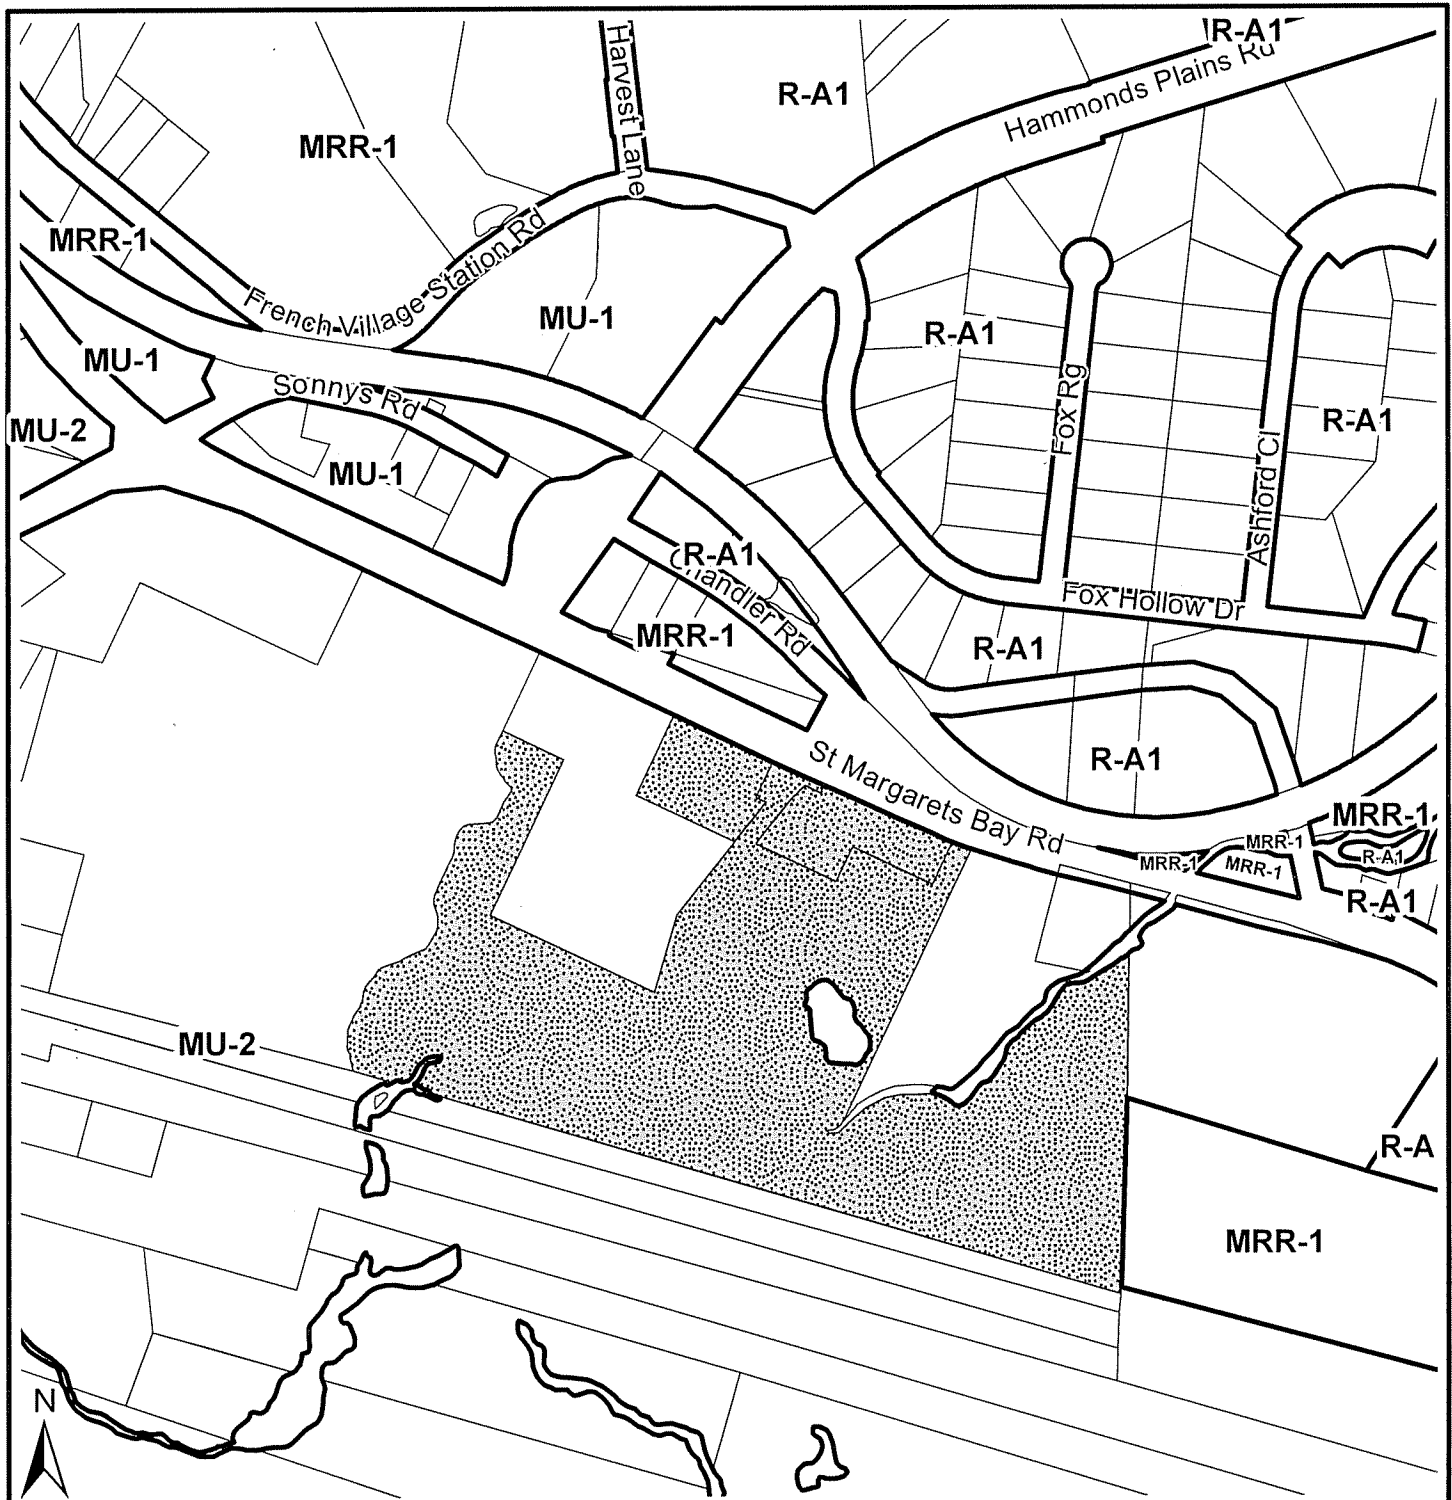 R-A1
Hammonds Plains Rd
Harvest Lane
R-A1
MRR-1
MRR-1
French Village Station Rd
MU-1
R-A1
MU-1
Sonnys Rd
Fox Rg
R-A1
MU-2
MU-1
Ashford Cl
R-A1
Chandler Rd
Fox Hollow Dr
MRR-1
R-A1
R-A1
St Margarets Bay Rd
MRR-1
MRR-1
MRR-1
MRR-1
R-A1
R-A1
MU-2
R-A
MRR-1
N